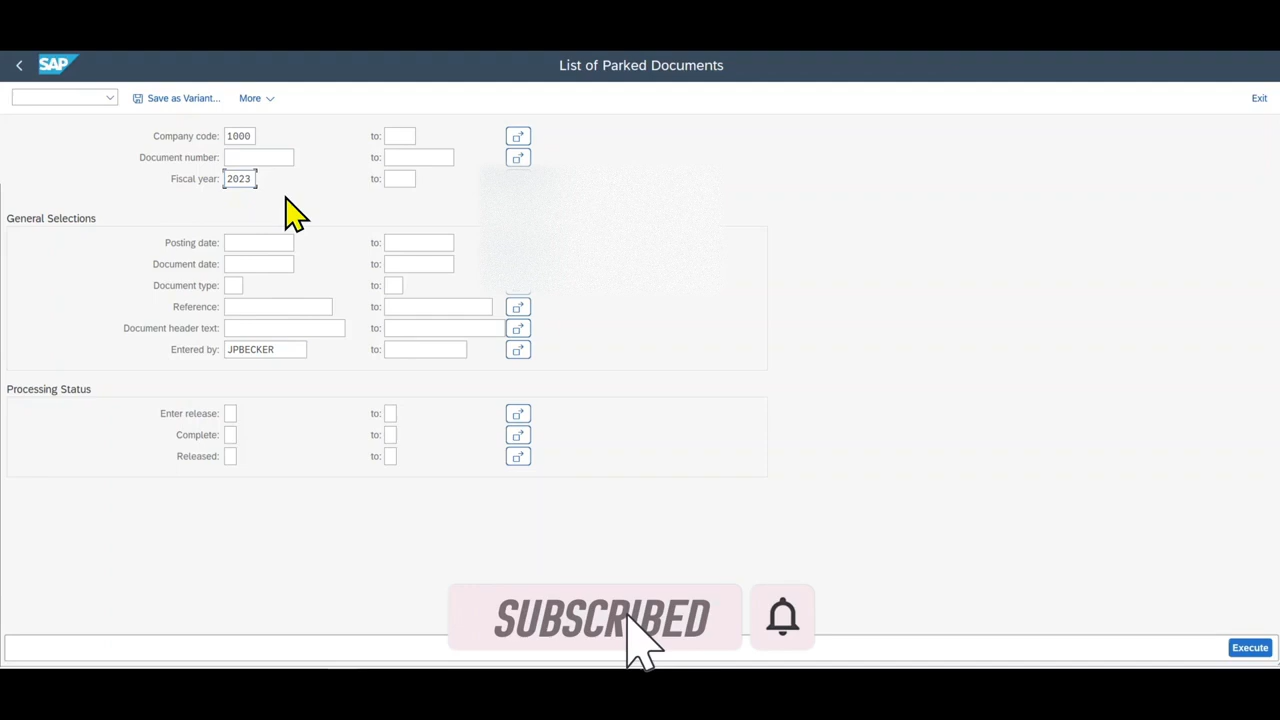 SAP
List of Parked Documents
Save as Variant...
More
Exit
Company code: 1000 to:
Document number: to:
Fiscal year: 2023 to:
General Selections
Posting date: to:
Document date: to:
Document type: to:
Reference: to:
Document header text: to:
Entered by: JPBECKER to:
Processing Status
Enter release: to:
Complete: to:
Released: to:
SUBSCRIBED
Execute